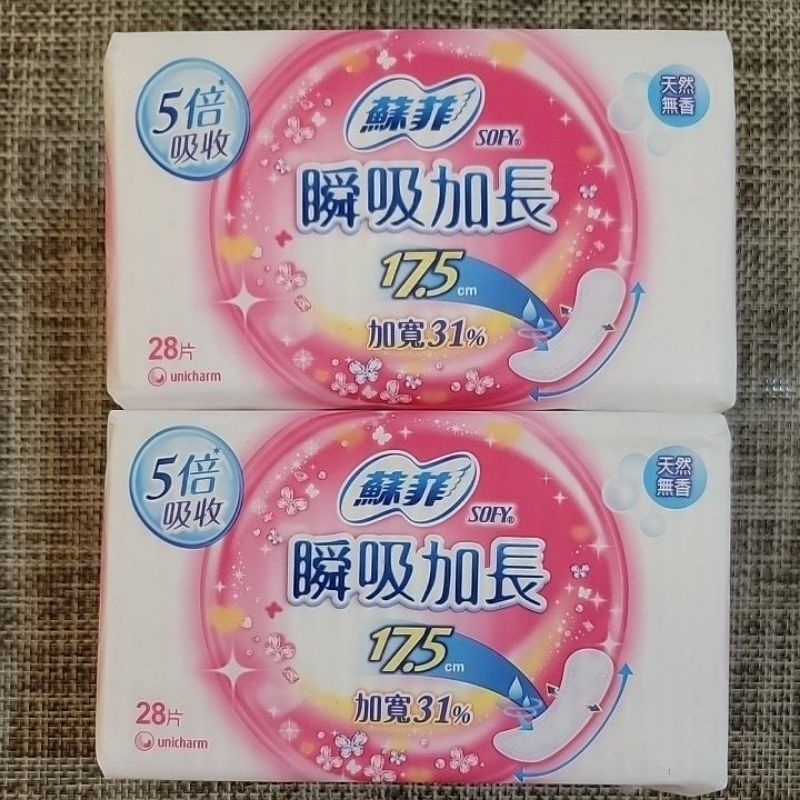 5倍
吸收
蘇菲
SOFY®
天然
無香
瞬吸加長
17.5cm
加寬31%
28片
unicharm
5倍
吸收
蘇菲
SOFY®
天然
無香
瞬吸加長
17.5cm
加寬31%
28片
unicharm